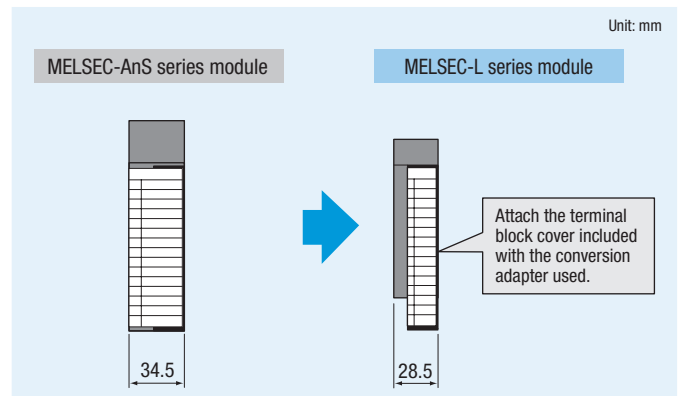 Unit: mm
MELSEC-AnS series module
MELSEC-L series module
Attach the terminal
block cover included
with the conversion
adapter used.
34.5
28.5